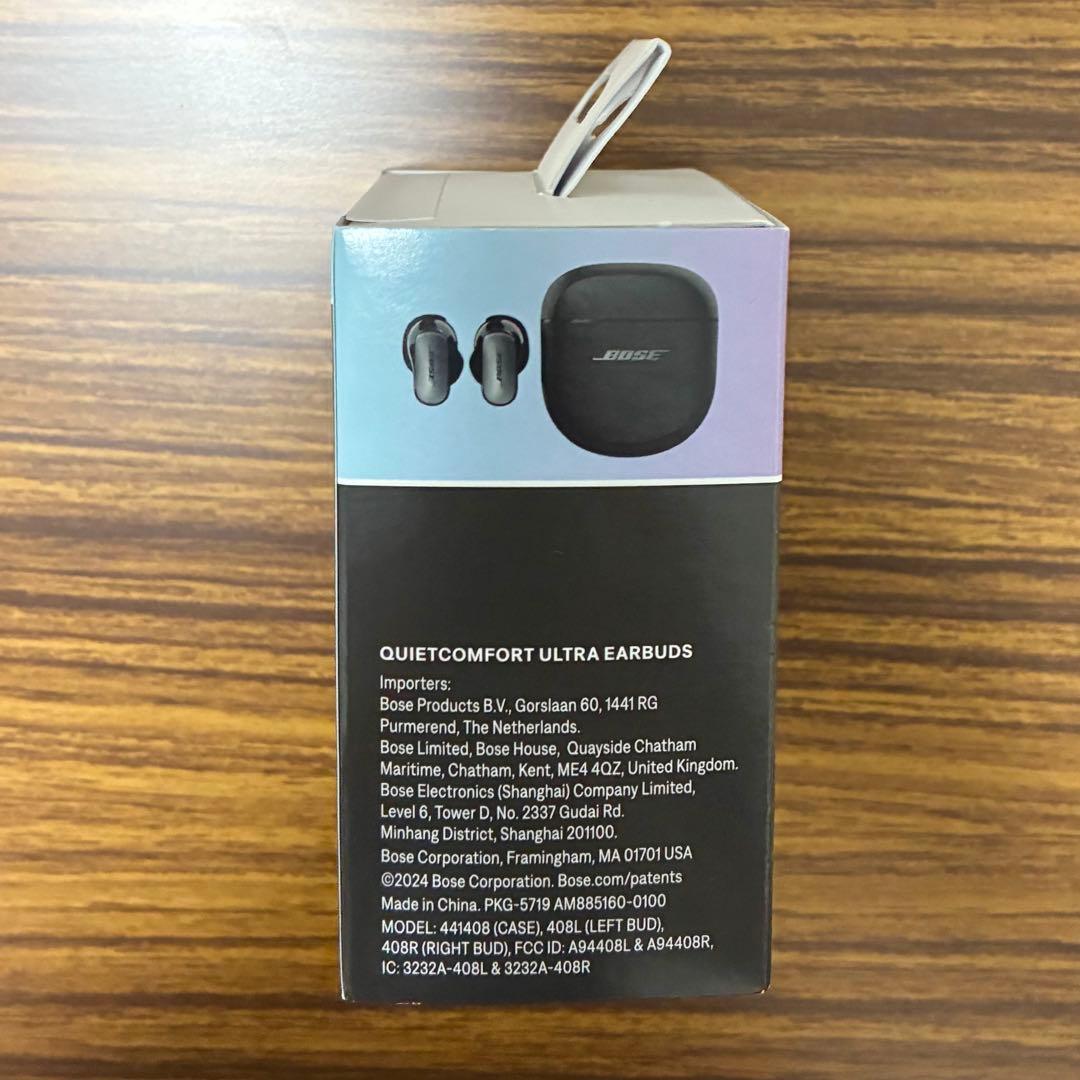 BOSE
BOSE
BOSE
QUIETCOMFORT ULTRA EARBUDS
Importers:
Bose Products B.V., Gorslaan 60, 1441 RG
Purmerend, The Netherlands.
Bose Limited, Bose House, Quayside Chatham
Maritime, Chatham, Kent, ME4 4QZ, United Kingdom.
Bose Electronics (Shanghai) Company Limited,
Level 6, Tower D, No. 2337 Gudai Rd.
Minhang District, Shanghai 201100.
Bose Corporation, Framingham, MA 01701 USA
©2024 Bose Corporation. Bose.com/patents
Made in China. PKG-5719 AM885160-0100
MODEL: 441408 (CASE), 408L (LEFT BUD),
408R (RIGHT BUD), FCC ID: A94408L & A94408R,
IC: 3232A-408L & 3232A-408R